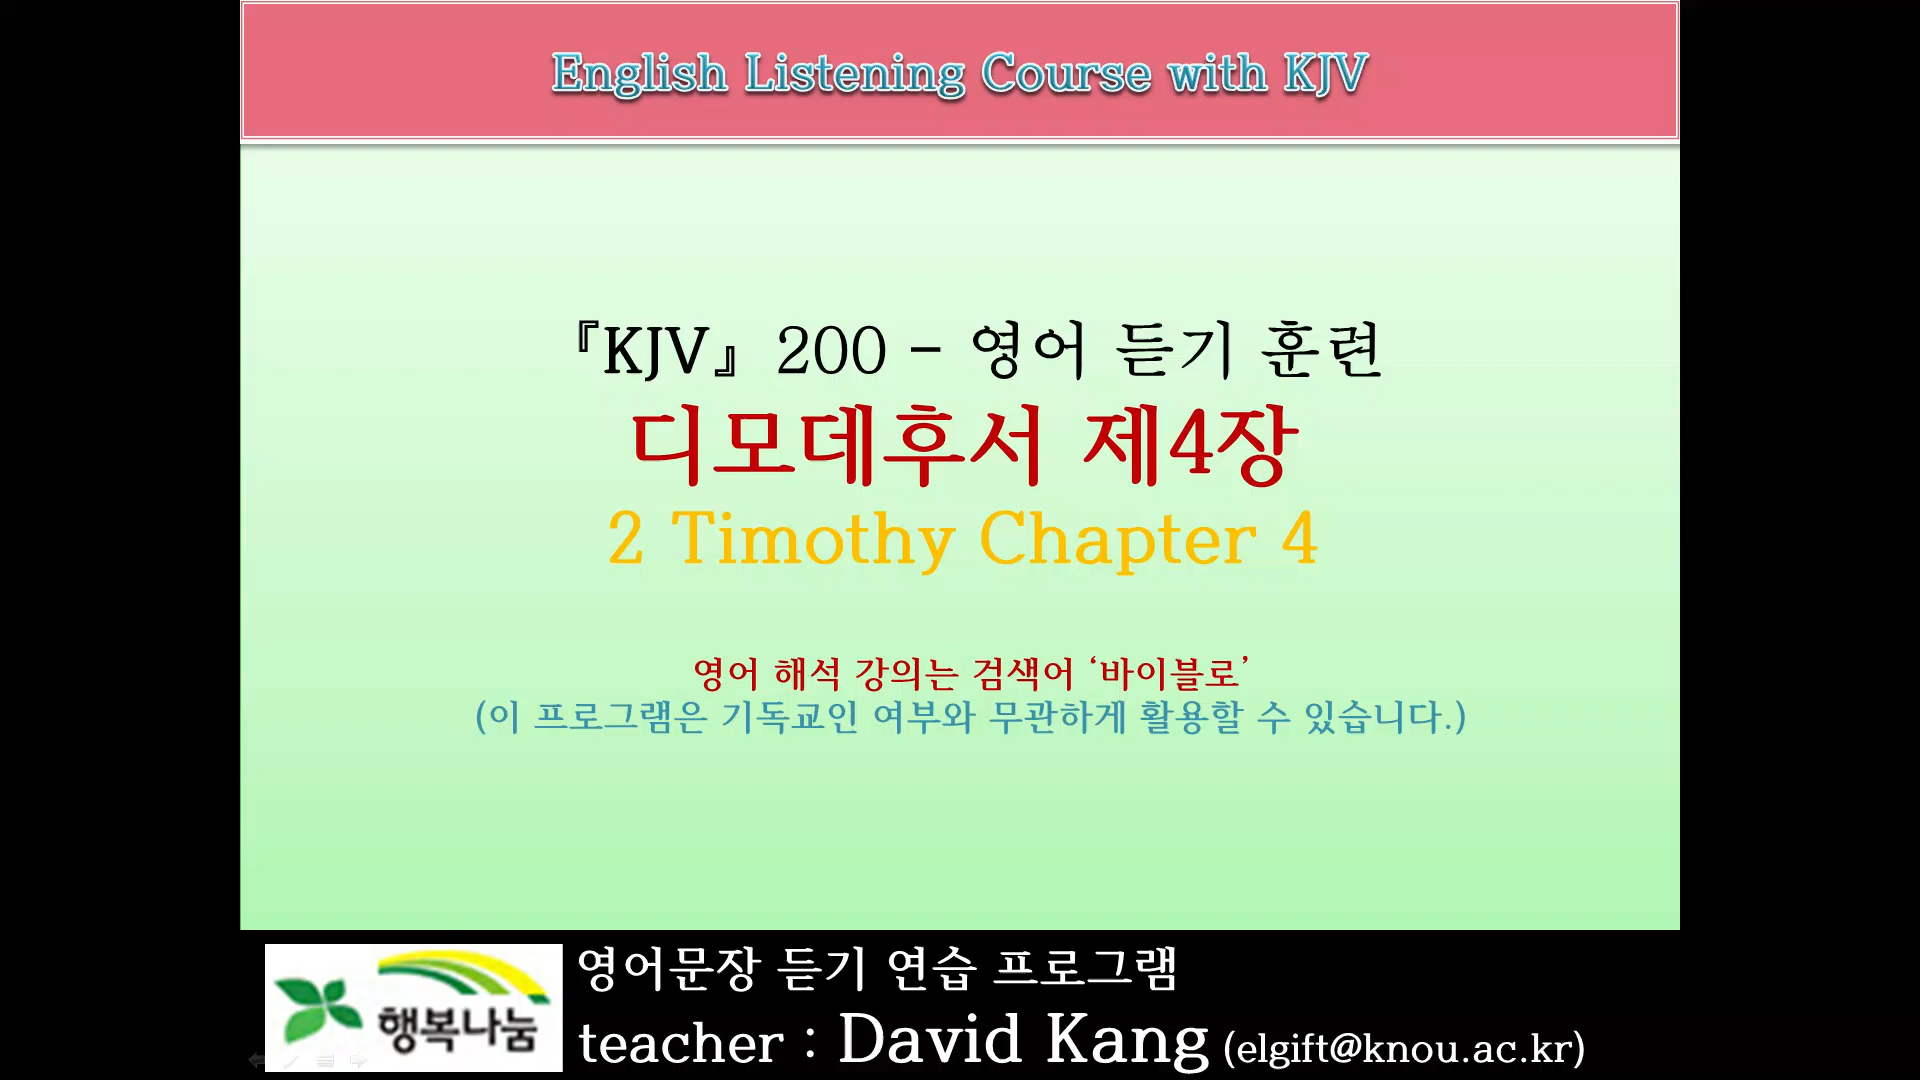 English Listening Course with KJV
『KJV』 200 - 영어 듣기 훈련
디모데후서 제4장
2 Timothy Chapter 4
영어 해석 강의는 검색어 ‘바이블로’
(이 프로그램은 기독교인 여부와 무관하게 활용할 수 있습니다.)
행복나눔
영어문장 듣기 연습 프로그램
teacher : David Kang (elgift@knou.ac.kr)